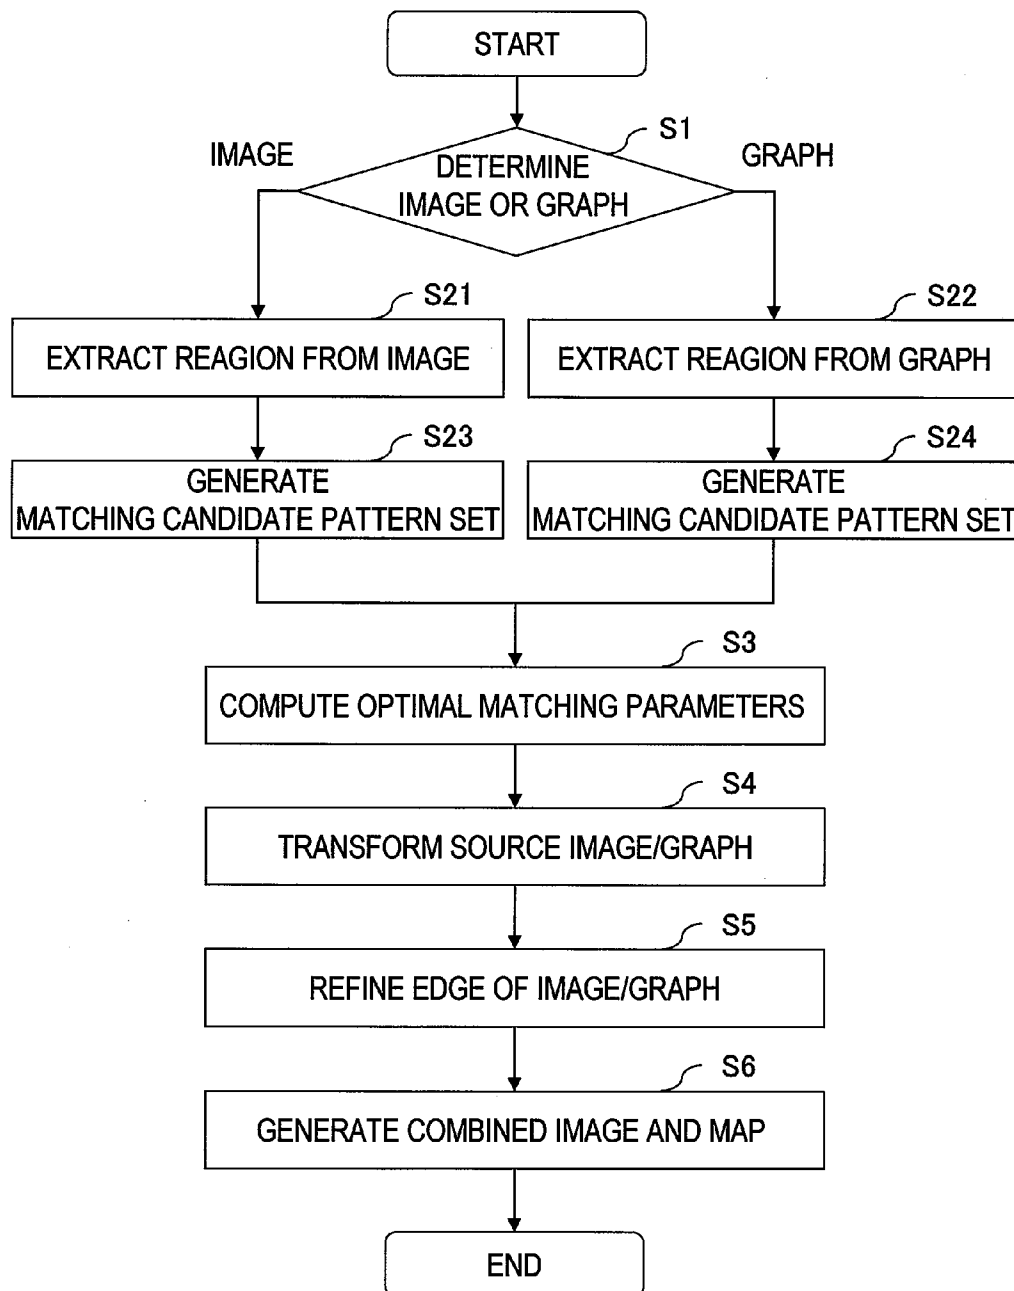 START
S1
IMAGE
GRAPH
DETERMINE
IMAGE OR GRAPH
S21
S22
EXTRACT REAGION FROM IMAGE
EXTRACT REAGION FROM GRAPH
S23
S24
GENERATE
MATCHING CANDIDATE PATTERN SET
GENERATE
MATCHING CANDIDATE PATTERN SET
S3
COMPUTE OPTIMAL MATCHING PARAMETERS
S4
TRANSFORM SOURCE IMAGE/GRAPH
S5
REFINE EDGE OF IMAGE/GRAPH
S6
GENERATE COMBINED IMAGE AND MAP
END